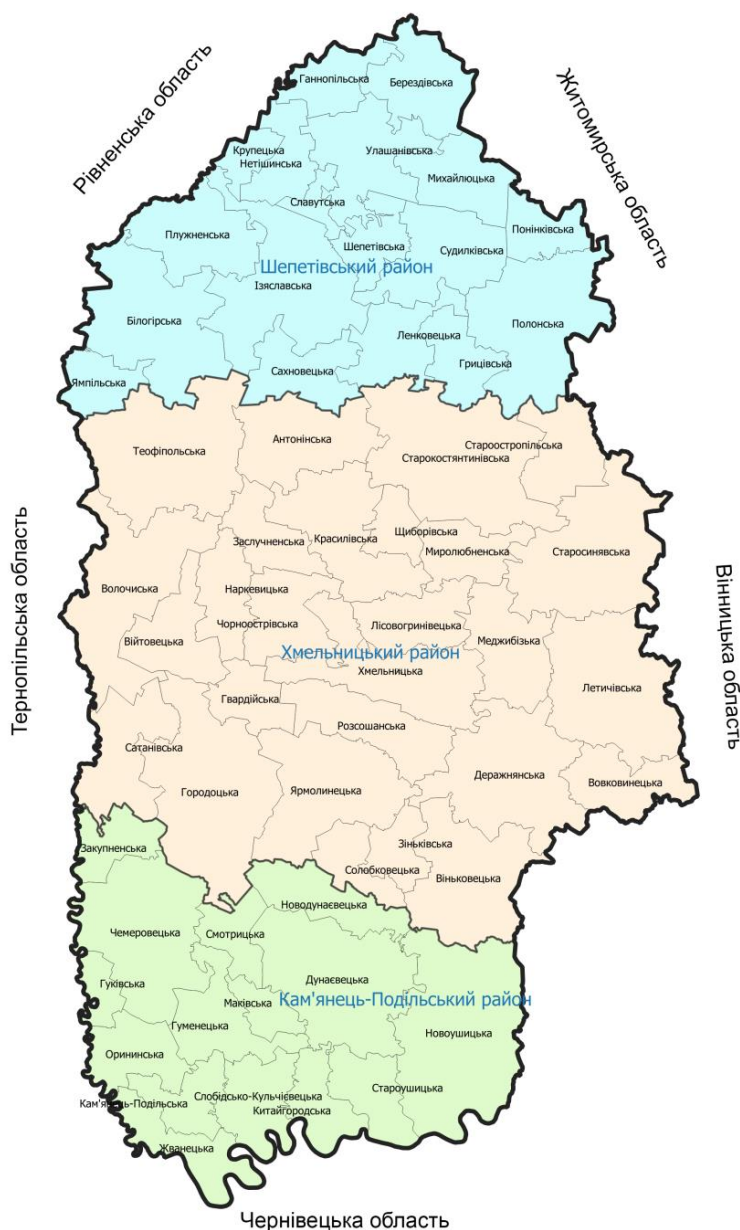 Рівненська область
Житомирська область
Ганнопільська
Берездівська
Крупецька
Нетішинська
Улашанівська
Михайлюцька
Славутська
Плужненська
Шепетівська
Судилківська
Понінківська
Шепетівський район
Ізяславська
Білогірська
Ленковецька
Полонська
Грицівська
Сахновецька
Ямпільська
Теофіпольська
Антонінська
Староостропільська
Старокостянтинівська
Тернопільська область
Вінницька область
Заслученська
Красилівська
Щиборівська
Миролюбненська
Старосинявська
Волочиська
Наркевицька
Чорноострівська
Лісовогринівецька
Війтовецька
Меджибізька
Хмельницький район
Хмельницька
Летичівська
Гвардійська
Розсошанська
Сатанівська
Деражнянська
Вовковинецька
Городоцька
Ярмолинецька
Зіньківська
Солобковецька
Віньковецька
Закупненська
Новодунаєвецька
Чемеровецька
Смотрицька
Дунаєвецька
Гуківська
Маківська
Кам'янець-Подільський район
Гуменецька
Новоушицька
Орининська
Староушицька
Кам'янець-Подільська
Слобідсько-Кульчієвецька
Китайгородська
Жванецька
Чернівецька область